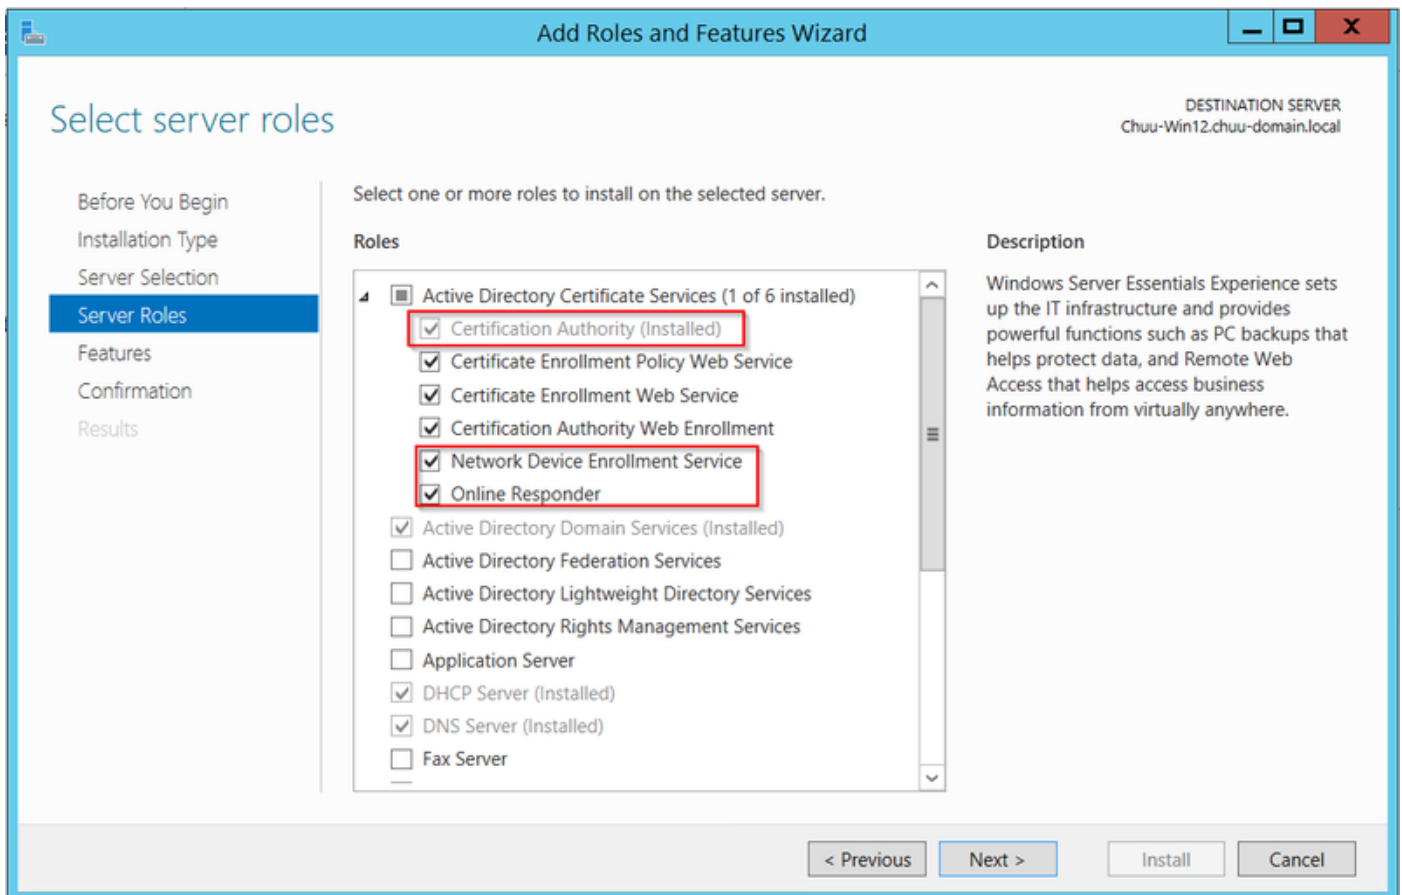 Add Roles and Features Wizard
Select server roles
DESTINATION SERVER
Chuu-Win12.chuu-domain.local
Before You Begin
Installation Type
Server Selection
Server Roles
Features
Confirmation
Results
Select one or more roles to install on the selected server.
Roles
Active Directory Certificate Services (1 of 6 installed)
Certification Authority (Installed)
Certificate Enrollment Policy Web Service
Certificate Enrollment Web Service
Certification Authority Web Enrollment
Network Device Enrollment Service
Online Responder
Active Directory Domain Services (Installed)
Active Directory Federation Services
Active Directory Lightweight Directory Services
Active Directory Rights Management Services
Application Server
DHCP Server (Installed)
DNS Server (Installed)
Fax Server
Description
Windows Server Essentials Experience sets
up the IT infrastructure and provides
powerful functions such as PC backups that
helps protect data, and Remote Web
Access that helps access business
information from virtually anywhere.
< Previous
Next >
Install
Cancel